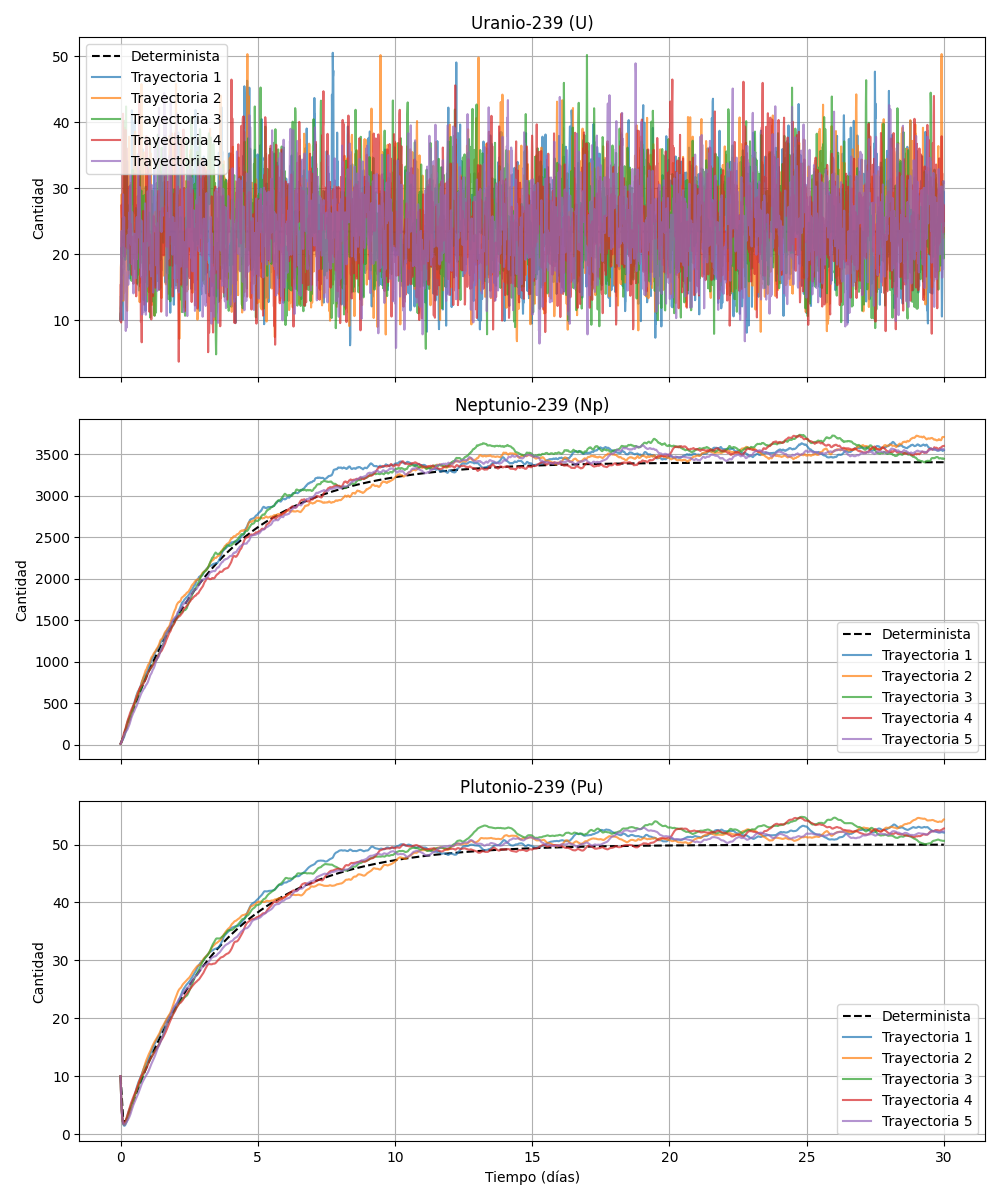 Uranio-239 (U)
50
40
30
20
10
Cantidad
Determinista
Trayectoria 1
Trayectoria 2
Trayectoria 3
Trayectoria 4
Trayectoria 5
Neptunio-239 (Np)
3500
3000
2500
2000
1500
1000
500
0
Cantidad
Determinista
Trayectoria 1
Trayectoria 2
Trayectoria 3
Trayectoria 4
Trayectoria 5
Plutonio-239 (Pu)
50
40
30
20
10
0
Cantidad
Determinista
Trayectoria 1
Trayectoria 2
Trayectoria 3
Trayectoria 4
Trayectoria 5
0 5 10 15 20 25 30
Tiempo (días)